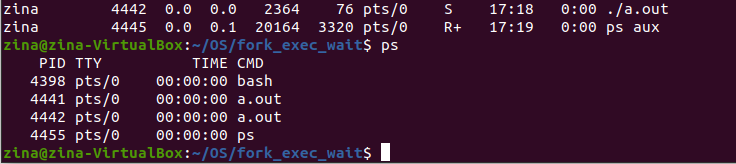 zina        4442  0.0  0.0   2364    76 pts/0    S    17:18   0:00 ./a.out
zina        4445  0.0  0.1  20164  3320 pts/0    R+   17:19   0:00 ps aux
zina@zina-VirtualBox:~/OS/fork_exec_wait$ ps
    PID TTY          TIME CMD
   4398 pts/0    00:00:00 bash
   4441 pts/0    00:00:00 a.out
   4442 pts/0    00:00:00 a.out
   4455 pts/0    00:00:00 ps
zina@zina-VirtualBox:~/OS/fork_exec_wait$